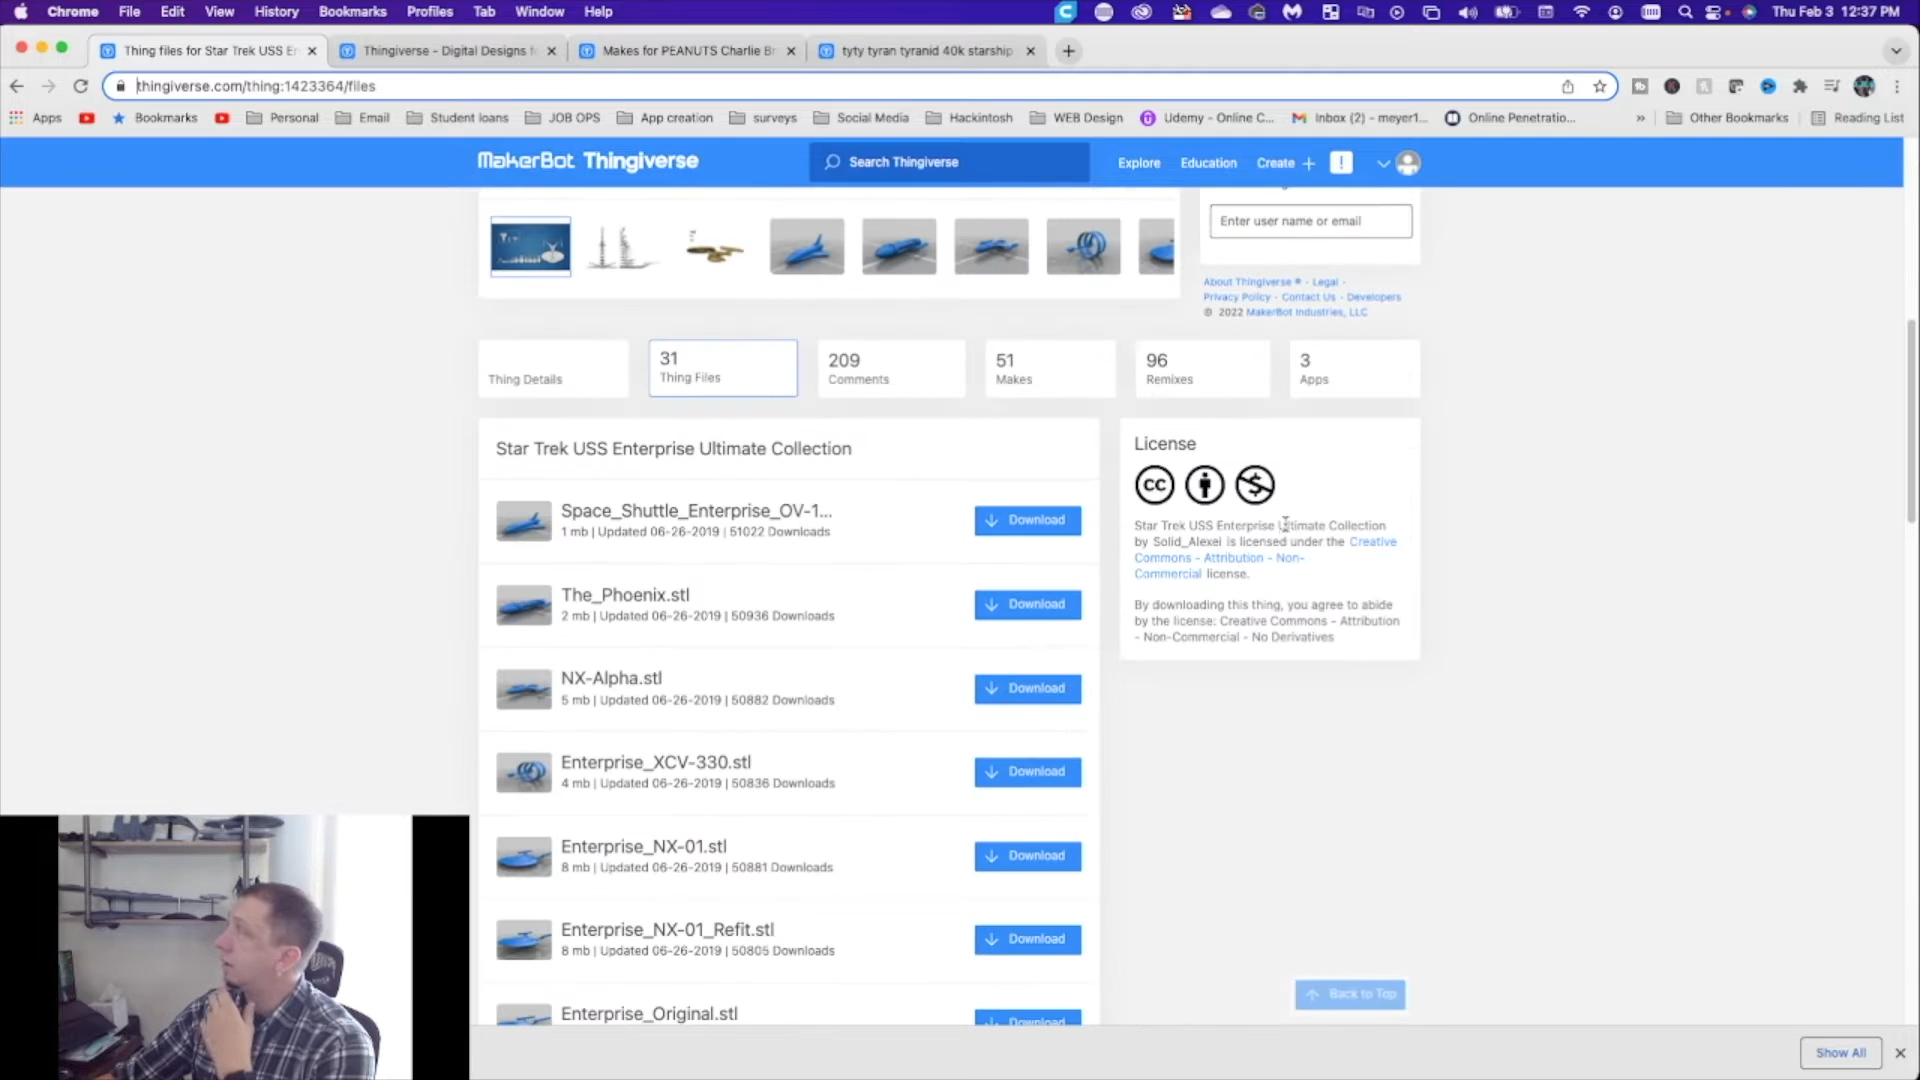 Chrome File Edit View History Bookmarks Profiles Tab Window Help Thu Feb 3 12:37 PM
Thing files for Star Trek USS En Thingiverse - Digital Designs f Makes for PEANUTS Charlie Br tyty tyran tyranid 40k starship
thingiverse.com/thing:1423364/files
Apps Bookmarks Personal Email Student loans JOB OPS App creation surveys Social Media Hackintosh WEB Design Udemy - Online C... Inbox (2) - meyer1... Online Penetratio... » Other Bookmarks Reading List
MakerBot Thingiverse Search Thingiverse Explore Education Create + !
Enter user name or email
About Thingiverse ® · Legal ·
Privacy Policy · Contact Us · Developers
© 2022 MakerBot Industries, LLC
Thing Details
31
Thing Files
209
Comments
51
Makes
96
Remixes
3
Apps
Star Trek USS Enterprise Ultimate Collection
Space_Shuttle_Enterprise_OV-1...
1 mb | Updated 06-26-2019 | 51022 Downloads
Download
The_Phoenix.stl
2 mb | Updated 06-26-2019 | 50936 Downloads
Download
NX-Alpha.stl
5 mb | Updated 06-26-2019 | 50882 Downloads
Download
Enterprise_XCV-330.stl
4 mb | Updated 06-26-2019 | 50836 Downloads
Download
Enterprise_NX-01.stl
8 mb | Updated 06-26-2019 | 50881 Downloads
Download
Enterprise_NX-01_Refit.stl
8 mb | Updated 06-26-2019 | 50805 Downloads
Download
Enterprise_Original.stl
Download
License
CC
Star Trek USS Enterprise Ultimate Collection
by Solid_Alexei is licensed under the Creative
Commons - Attribution - Non-
Commercial license.
By downloading this thing, you agree to abide
by the license: Creative Commons - Attribution
- Non-Commercial - No Derivatives
Back to Top
Show All